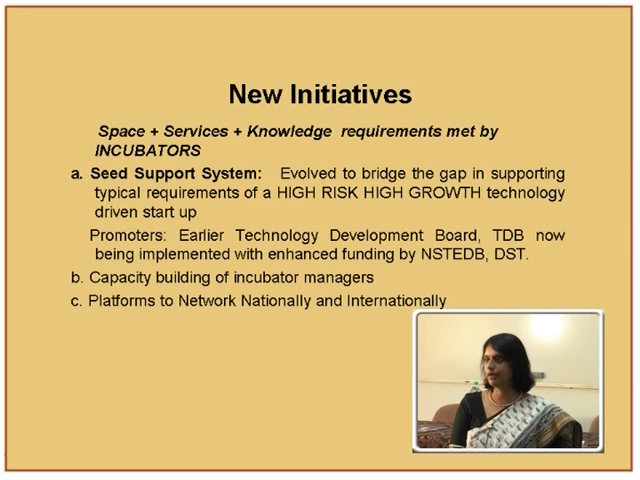 New Initiatives
Space + Services + Knowledge requirements met by
INCUBATORS
a. Seed Support System: Evolved to bridge the gap in supporting
typical requirements of a HIGH RISK HIGH GROWTH technology
driven start up
Promoters: Earlier Technology Development Board, TDB now
being implemented with enhanced funding by NSTEDB, DST.
b. Capacity building of incubator managers
c. Platforms to Network Nationally and Internationally